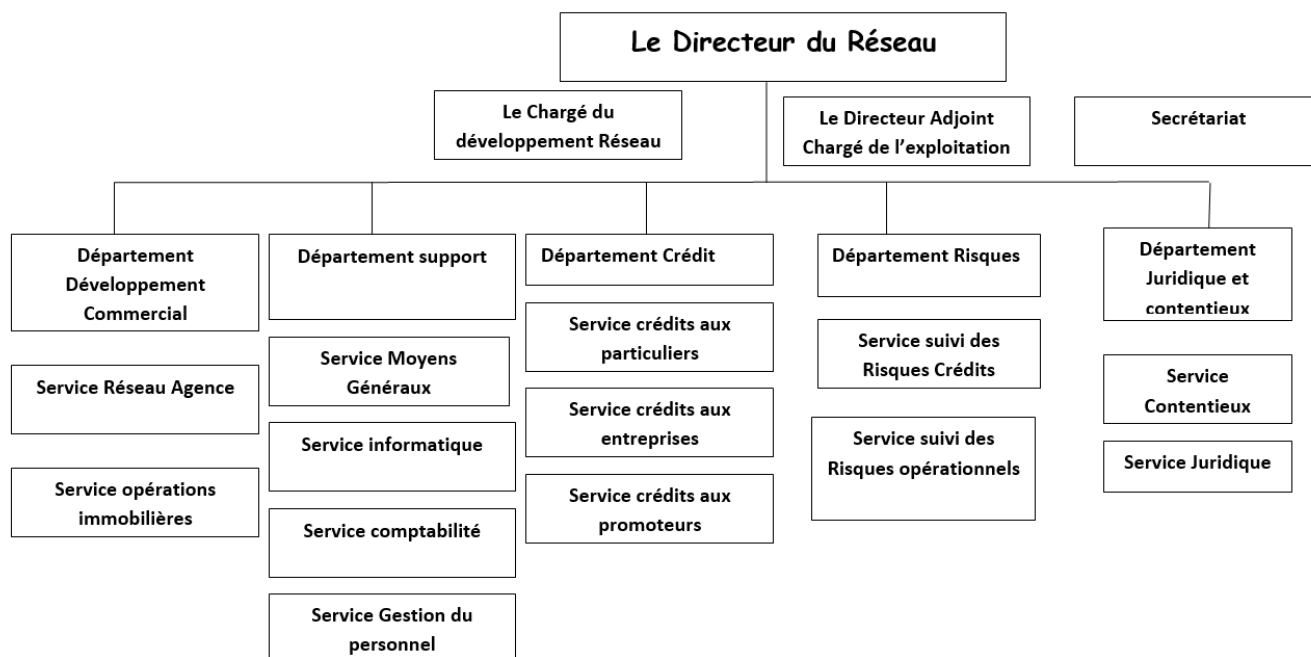 Le Directeur du Réseau
Le Chargé du
développement Réseau
Le Directeur Adjoint
Chargé de l'exploitation
Secrétariat
Département
Développement
Commercial
Service Réseau Agence
Service opérations
immobilières
Département support
Service Moyens
Généraux
Service informatique
Service comptabilité
Service Gestion du
personnel
Département Crédit
Service crédits aux
particuliers
Service crédits aux
entreprises
Service crédits aux
promoteurs
Département Risques
Service suivi des
Risques Crédits
Service suivi des
Risques opérationnels
Département
Juridique et
contentieux
Service
Contentieux
Service Juridique